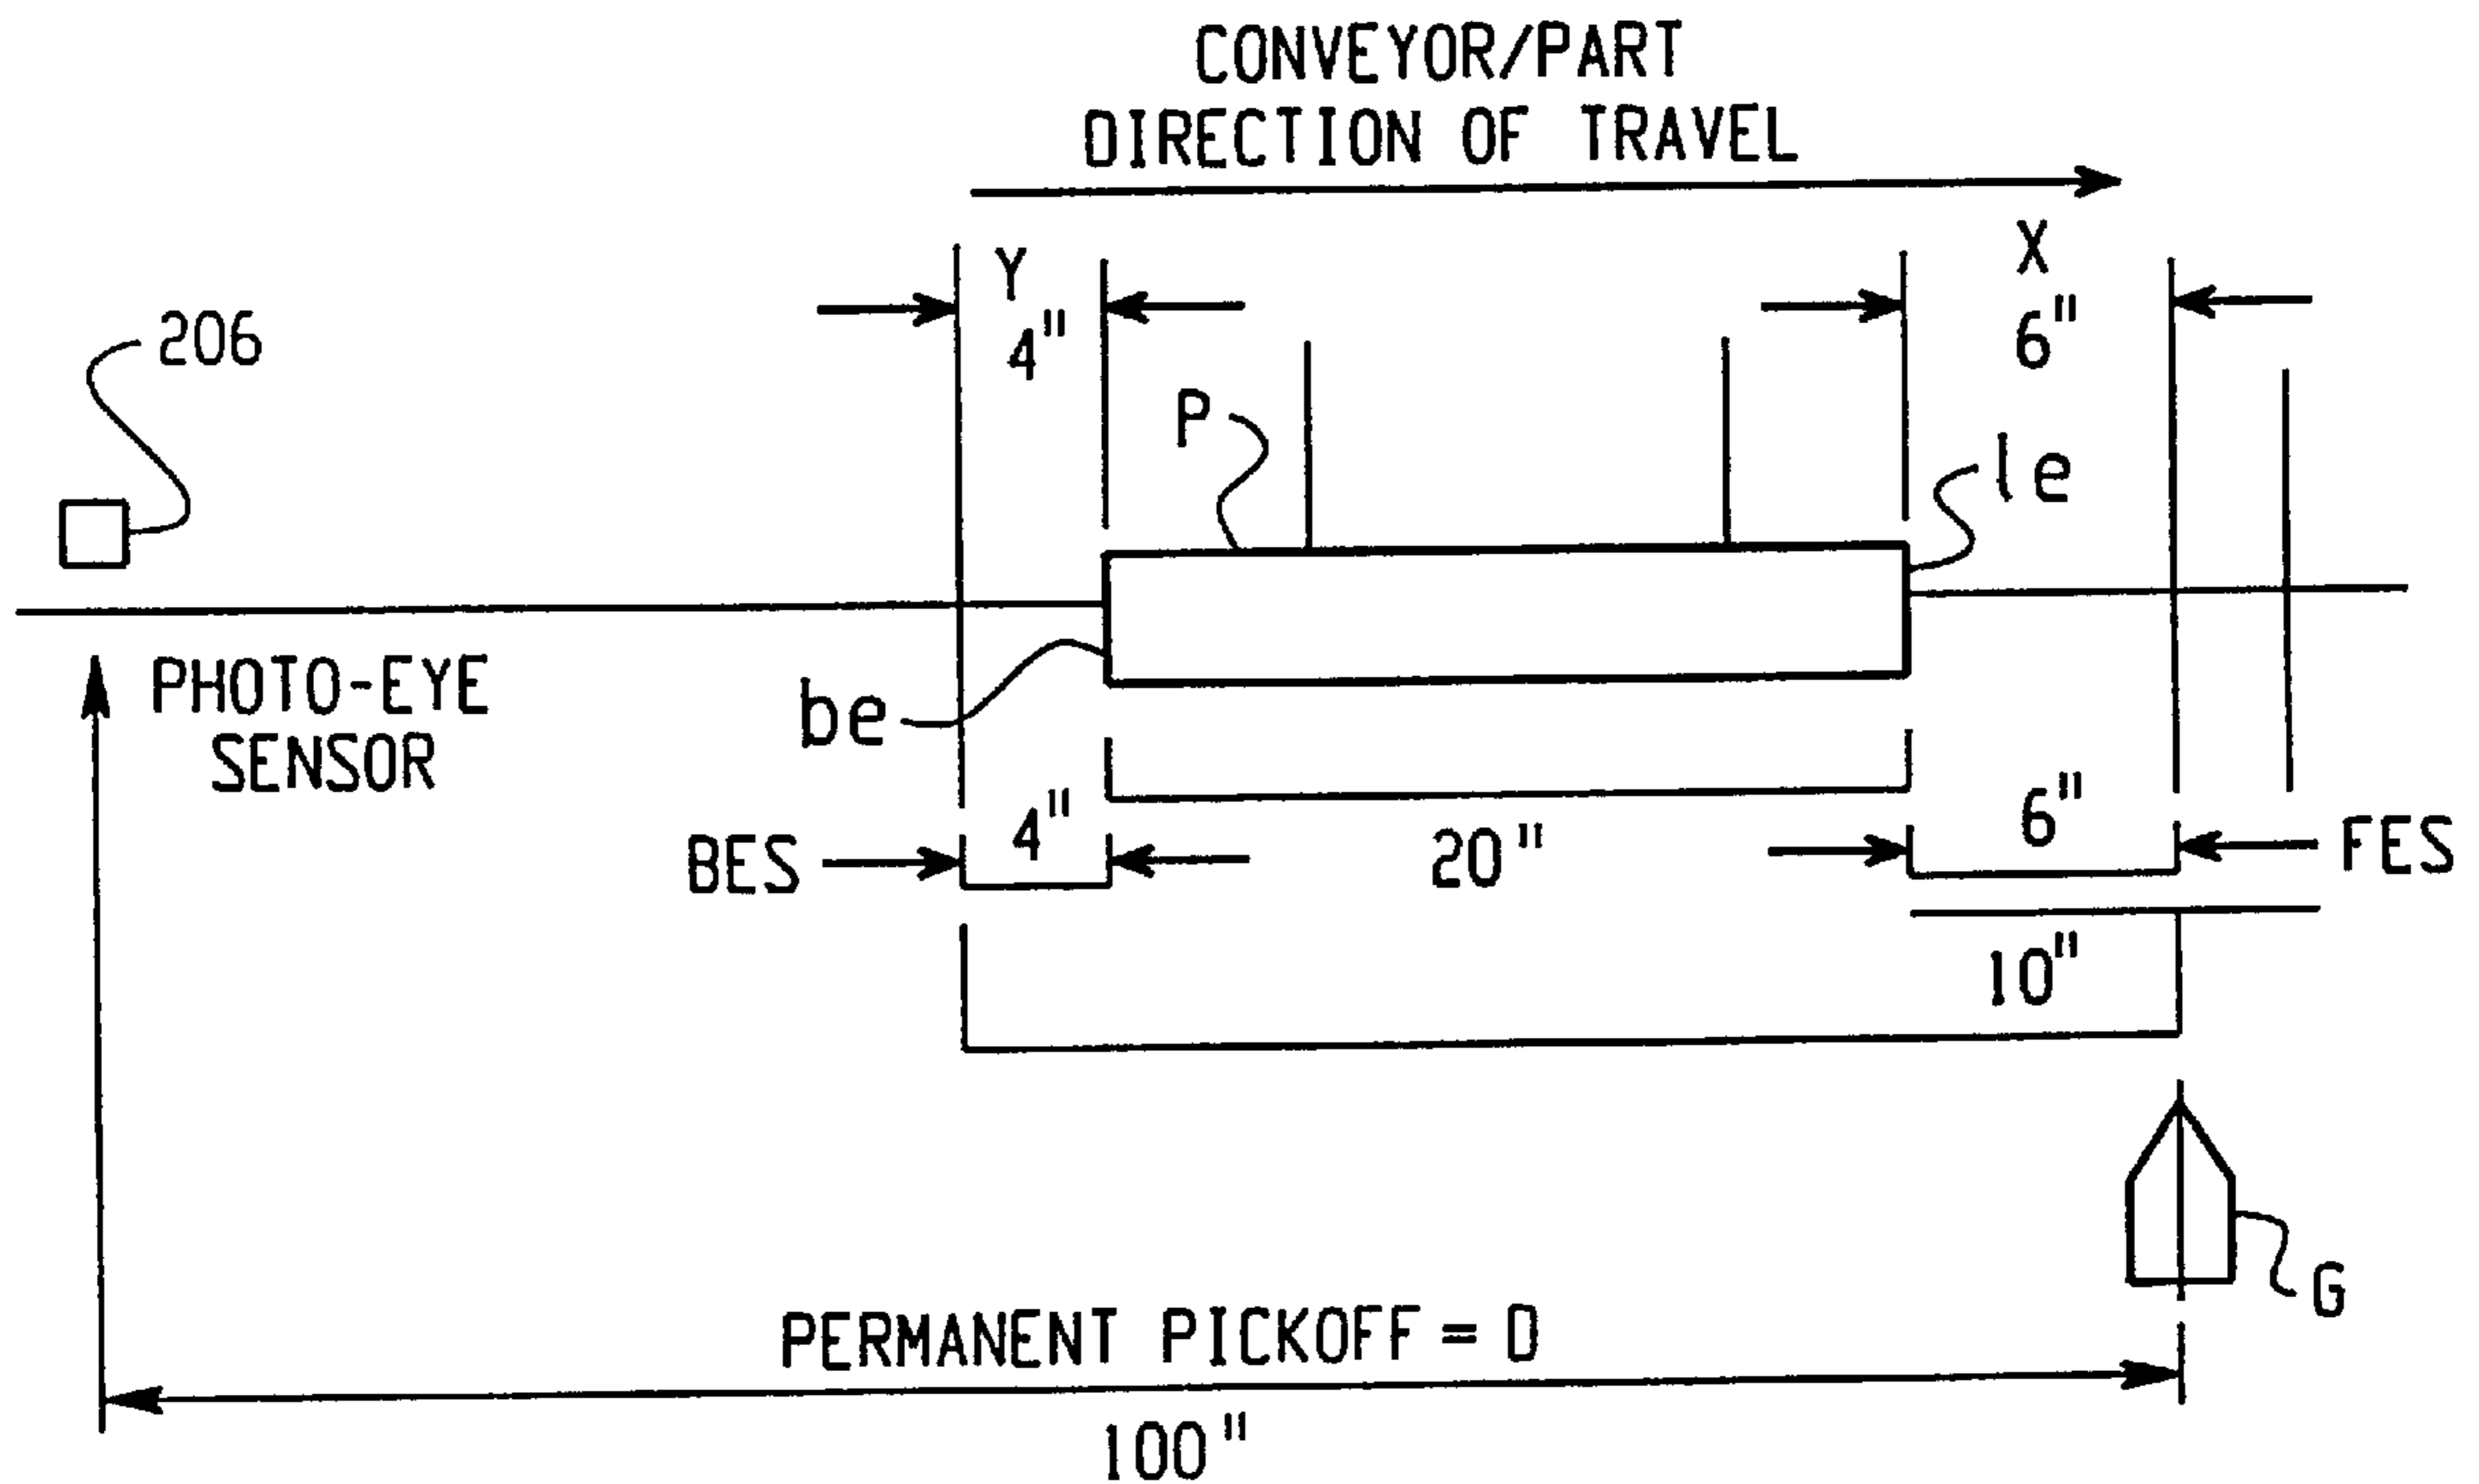 CONVEYOR/PART
DIRECTION OF TRAVEL
Y
4"
X
6"
206
P
le
PHOTO-EYE
SENSOR
be
BES
4"
20"
6"
FES
10"
G
PERMANENT PICKOFF = D
100"